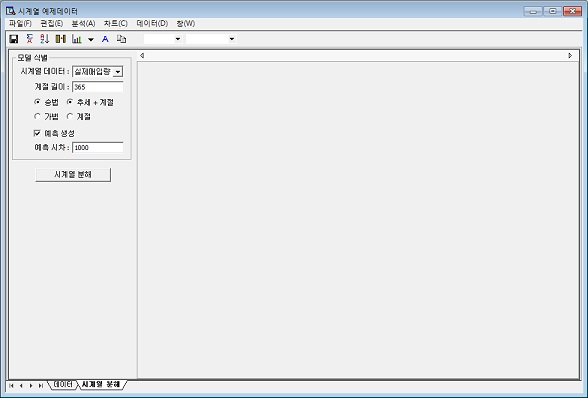 시계열 예제데이터
파일(F) 편집(E) 분석(A) 차트(C) 데이터(D) 창(W)
모델 식별
시계열 데이터 : 실제매입량
계절 길이 : 365
승법 추세 + 계절
가법 계절
예측 생성
예측 시차 : 1000
시계열 분해
데이터 시계열 분해